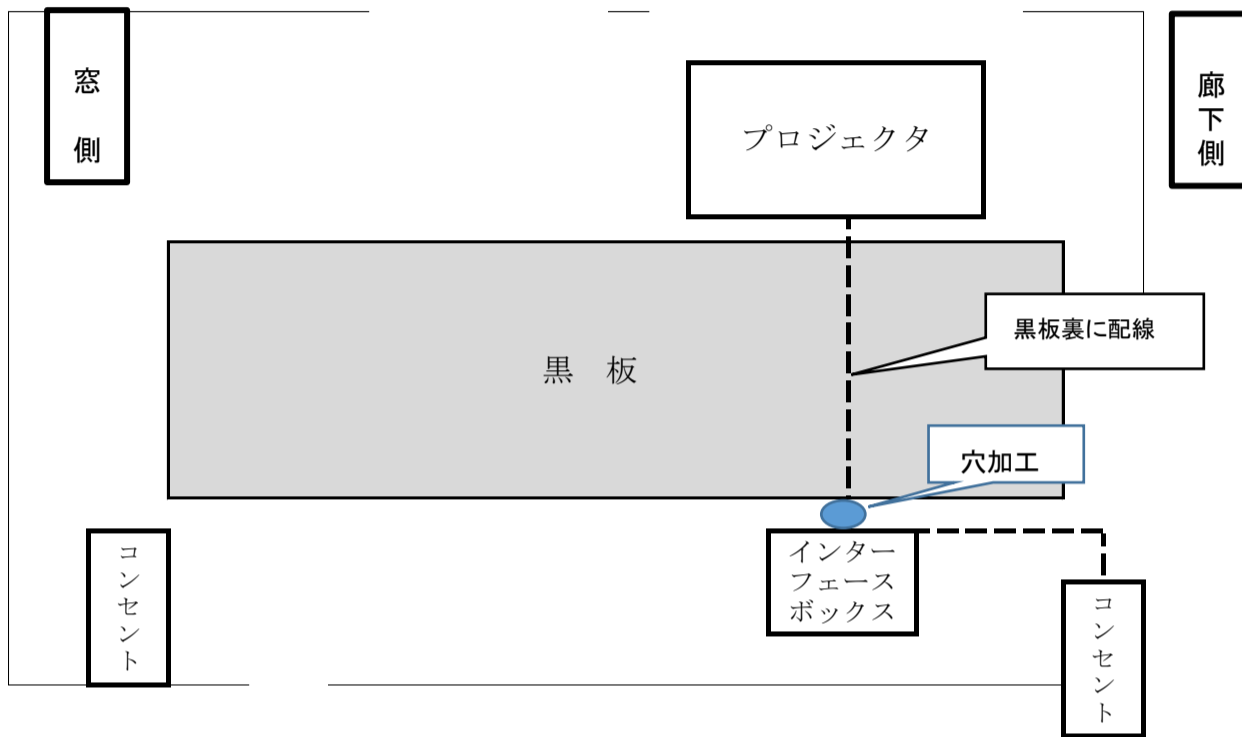 窓側
廊下側
プロジェクタ
黒板裏に配線
黒　板
穴加工
インター
フェース
ボックス
コンセント
コンセント